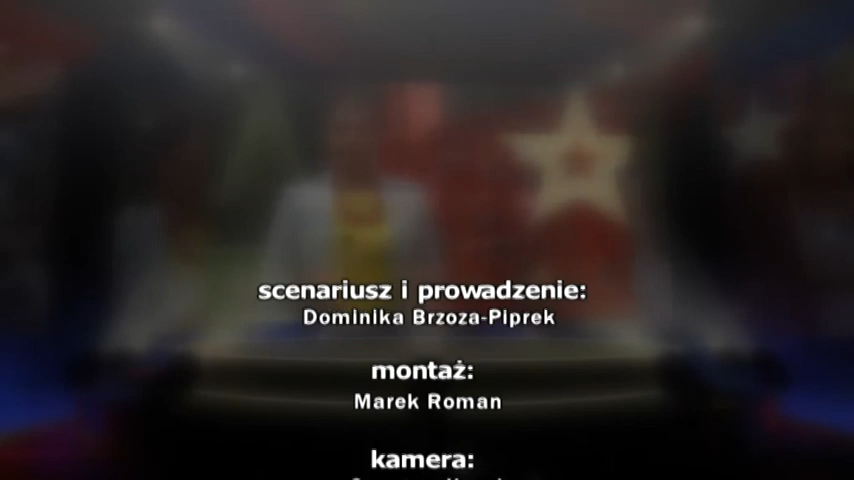 scenariusz i prowadzenie:
Dominika Brzoza-Piprek
montaż:
Marek Roman
kamera: